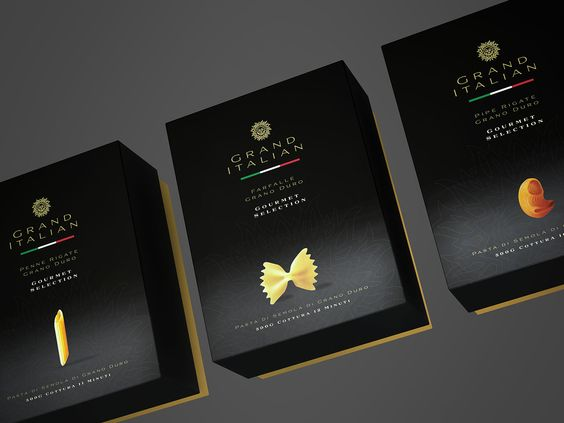 GRAND
ITALIAN
PENNE RIGATE
GRANO DURO
GOURMET
SELECTION
PASTA DI SEMOLA DI GRANO DURO
500G COTTURA 11 MINUTI
GRAND
ITALIAN
FARFALLE
GRANO DURO
GOURMET
SELECTION
PASTA DI SEMOLA DI GRANO DURO
500G COTTURA 12 MINUTI
GRAND
ITALIAN
PIPE RIGATE
GRANO DURO
GOURMET
SELECTION
PASTA DI SEMOLA DI G
500G COTTURA 12